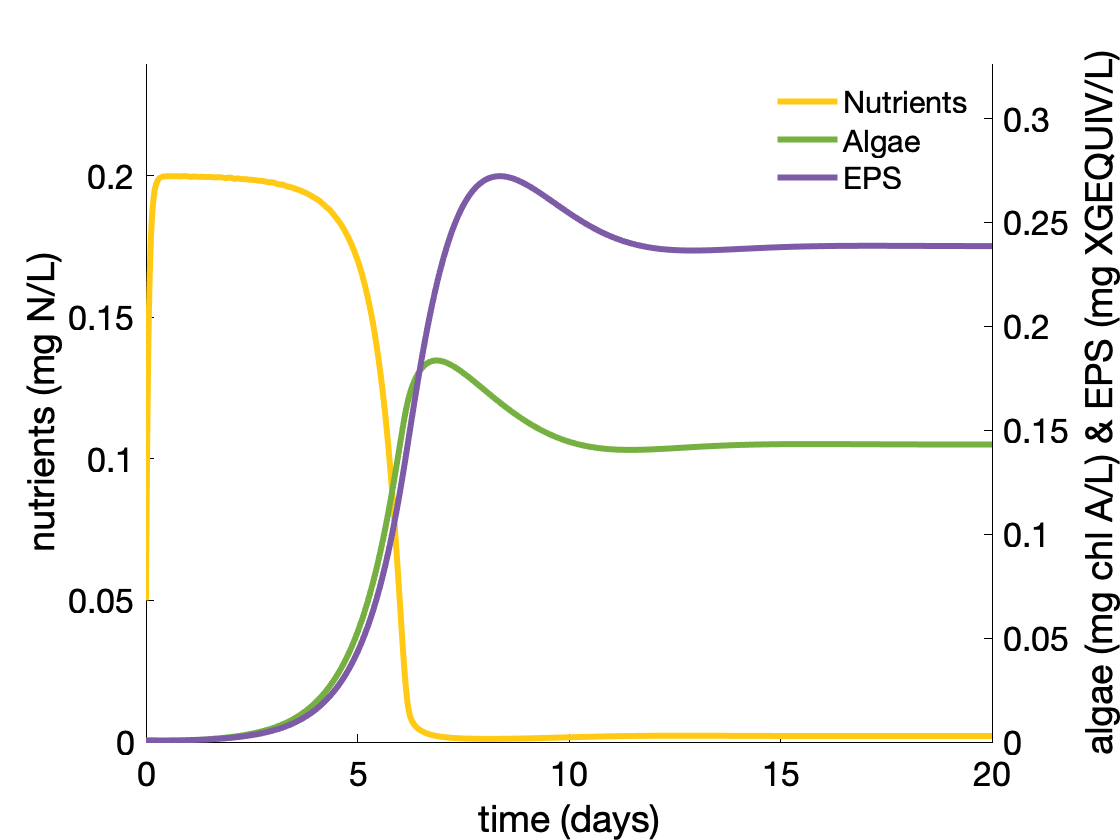 Nutrients
Algae
EPS
nutrients (mg N/L)
0.2
0.15
0.1
0.05
0
0.3
0.25
0.2
0.15
0.1
0.05
0
algae (mg chl A/L) & EPS (mg XGEQUIV/L)
0 5 10 15 20
time (days)